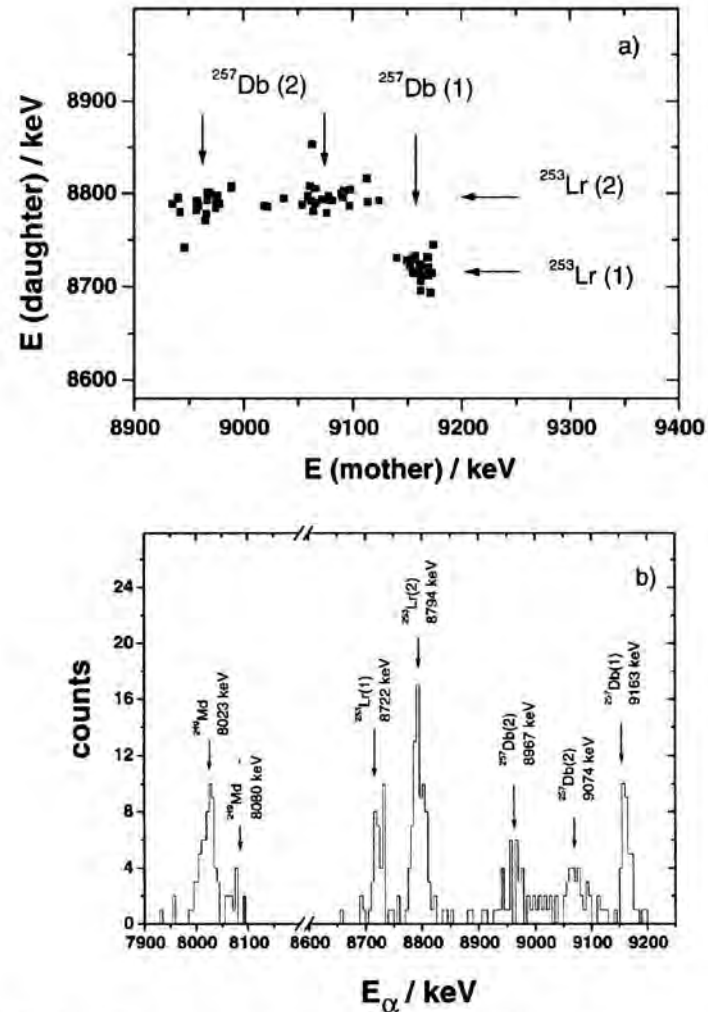 a)
²⁵⁷Db (2)
²⁵⁷Db (1)
²⁵³Lr (2)
²⁵³Lr (1)
E (daughter) / keV
8900
8800
8700
8600
8900 9000 9100 9200 9300 9400
E (mother) / keV
b)
counts
24
20
16
12
8
4
0
²⁴⁹Md
8023 keV
²⁴⁹Md
8080 keV
²⁵³Lr(1)
8722 keV
²⁵³Lr(2)
8794 keV
²⁵⁷Db(2)
8967 keV
²⁵⁷Db(2)
9074 keV
²⁵⁷Db(1)
9163 keV
7900 8000 8100 8600 8700 8800 8900 9000 9100 9200
Eα / keV